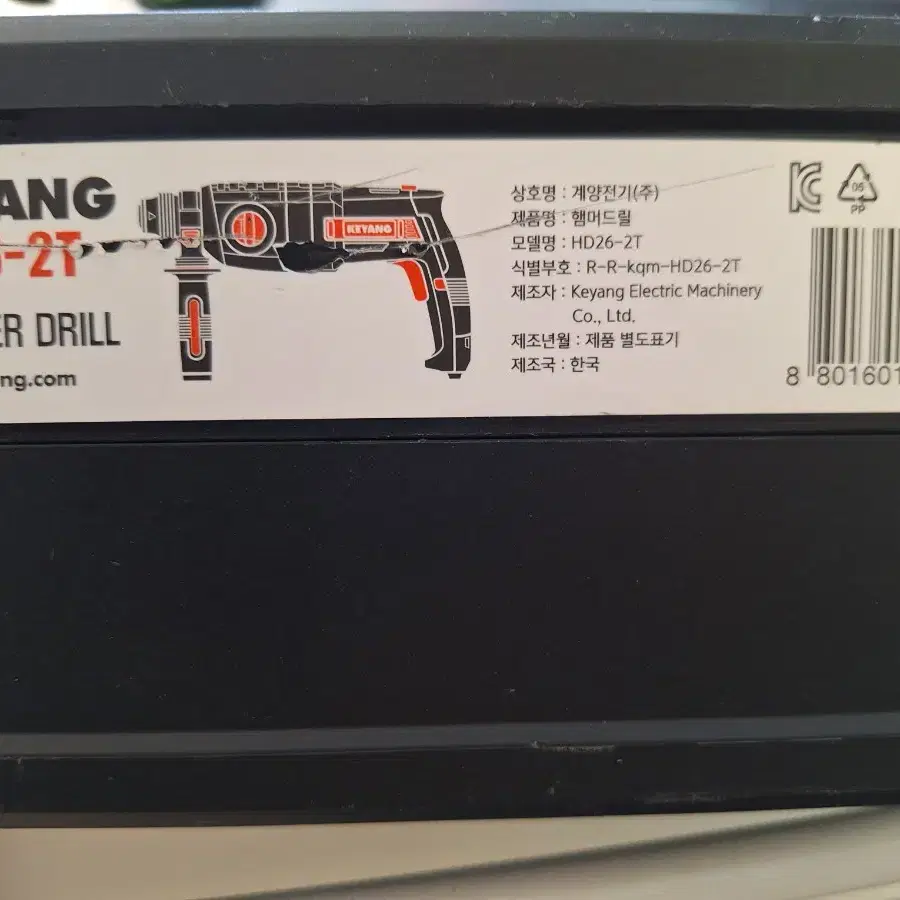 YANG
KEYANG
6-2T
ER DRILL
ng.com
상호명 : 계양전기(주)
제품명 : 햄머드릴
모델명 : HD26-2T
식별부호 : R-R-kqm-HD26-2T
제조자 : Keyang Electric Machinery
Co., Ltd.
제조년월 : 제품 별도표기
제조국 : 한국
05
PP
8 801601